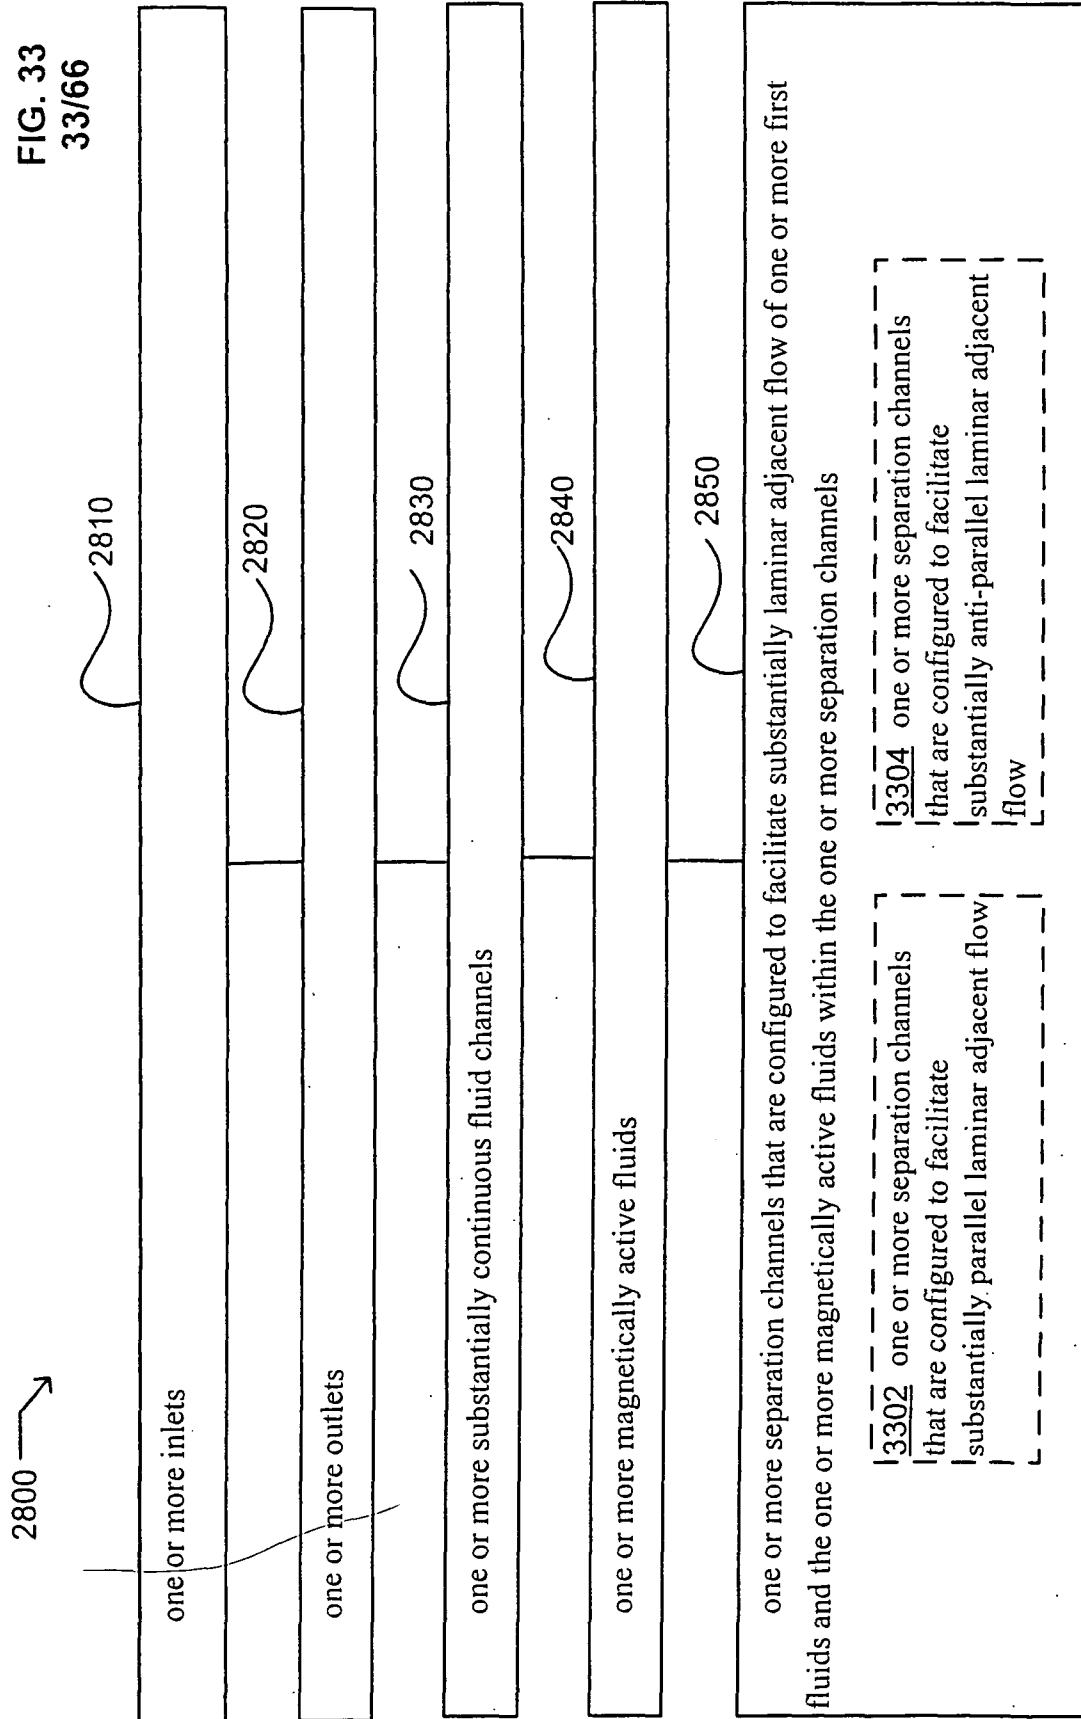 FIG. 33
33/66
2800
2810
one or more inlets
2820
one or more outlets
2830
one or more substantially continuous fluid channels
2840
one or more magnetically active fluids
2850
one or more separation channels that are configured to facilitate substantially laminar adjacent flow of one or more first
fluids and the one or more magnetically active fluids within the one or more separation channels
3302 one or more separation channels
that are configured to facilitate
substantially parallel laminar adjacent flow
3304 one or more separation channels
that are configured to facilitate
substantially anti-parallel laminar adjacent
flow